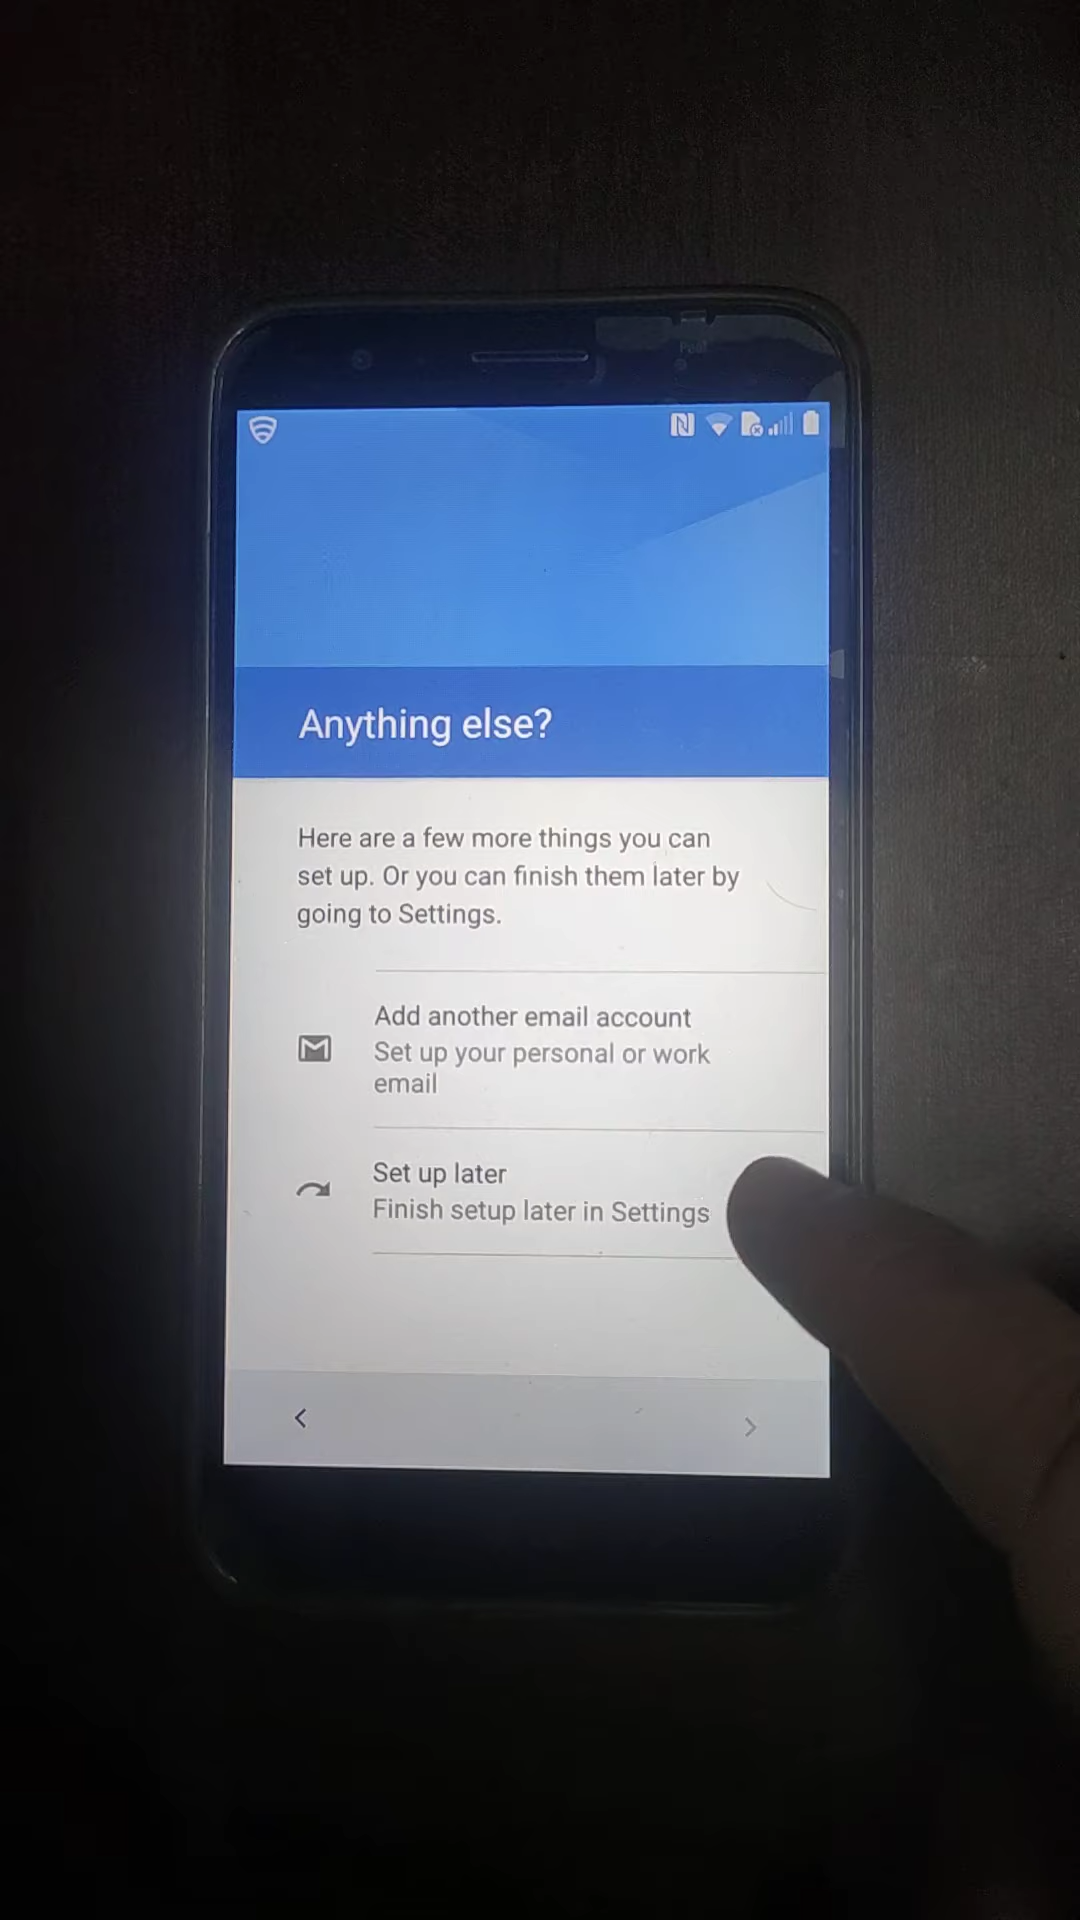 Peel
Anything else?
Here are a few more things you can
set up. Or you can finish them later by
going to Settings.
Add another email account
Set up your personal or work
email
Set up later
Finish setup later in Settings